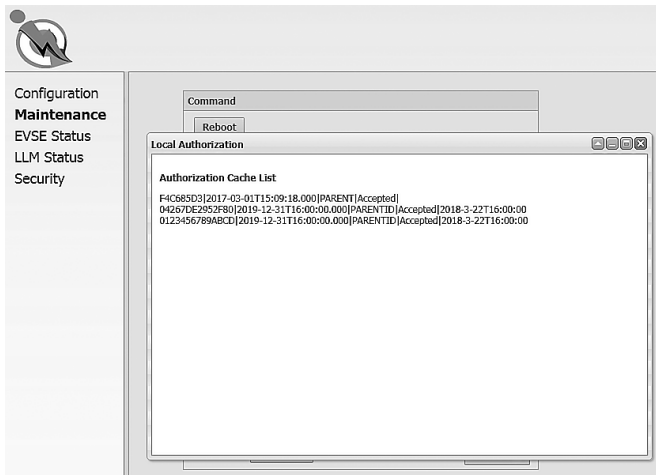 Configuration
Maintenance
EVSE Status
LLM Status
Security
Command
Reboot
Local Authorization
Authorization Cache List
F4C685D3|2017-03-01T15:09:18.000|PARENT|Accepted|
04267DE2952F80|2019-12-31T16:00:00.000|PARENTID|Accepted|2018-3-22T16:00:00
0123456789ABCD|2019-12-31T16:00:00.000|PARENTID|Accepted|2018-3-22T16:00:00